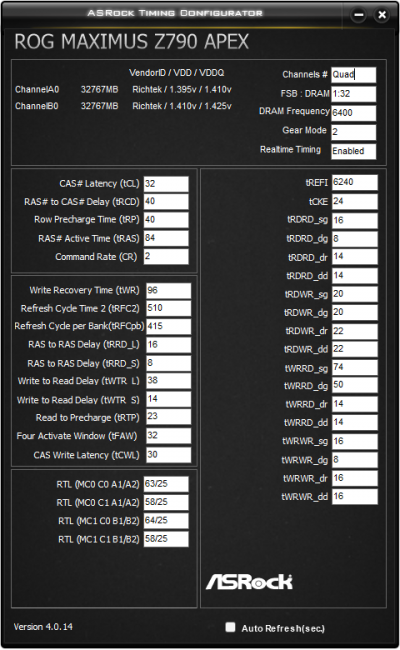 ASRock Timing Configurator
ROG MAXIMUS Z790 APEX
VendorID / VDD / VDDQ
ChannelA0 32767MB Richtek / 1.395v / 1.410v
ChannelB0 32767MB Richtek / 1.410v / 1.425v
Channels # Quad
FSB : DRAM 1:32
DRAM Frequency 6400
Gear Mode 2
Realtime Timing Enabled
CAS# Latency (tCL) 32
RAS# to CAS# Delay (tRCD) 40
Row Precharge Time (tRP) 40
RAS# Active Time (tRAS) 84
Command Rate (CR) 2
Write Recovery Time (tWR) 96
Refresh Cycle Time 2 (tRFC2) 510
Refresh Cycle per Bank(tRFCpb) 415
RAS to RAS Delay (tRRD_L) 16
RAS to RAS Delay (tRRD_S) 8
Write to Read Delay (tWTR_L) 38
Write to Read Delay (tWTR_S) 14
Read to Precharge (tRTP) 23
Four Activate Window (tFAW) 32
CAS Write Latency (tCWL) 30
RTL (MC0 C0 A1/A2) 63/25
RTL (MC0 C1 A1/A2) 58/25
RTL (MC1 C0 B1/B2) 64/25
RTL (MC1 C1 B1/B2) 58/25
tREFI 6240
tCKE 24
tRDRD_sg 16
tRDRD_dg 8
tRDRD_dr 14
tRDRD_dd 14
tRDWR_sg 20
tRDWR_dg 20
tRDWR_dr 22
tRDWR_dd 22
tWRRD_sg 74
tWRRD_dg 50
tWRRD_dr 14
tWRRD_dd 14
tWRWR_sg 16
tWRWR_dg 8
tWRWR_dr 16
tWRWR_dd 16
ASRock
Version 4.0.14
Auto Refresh(sec.)